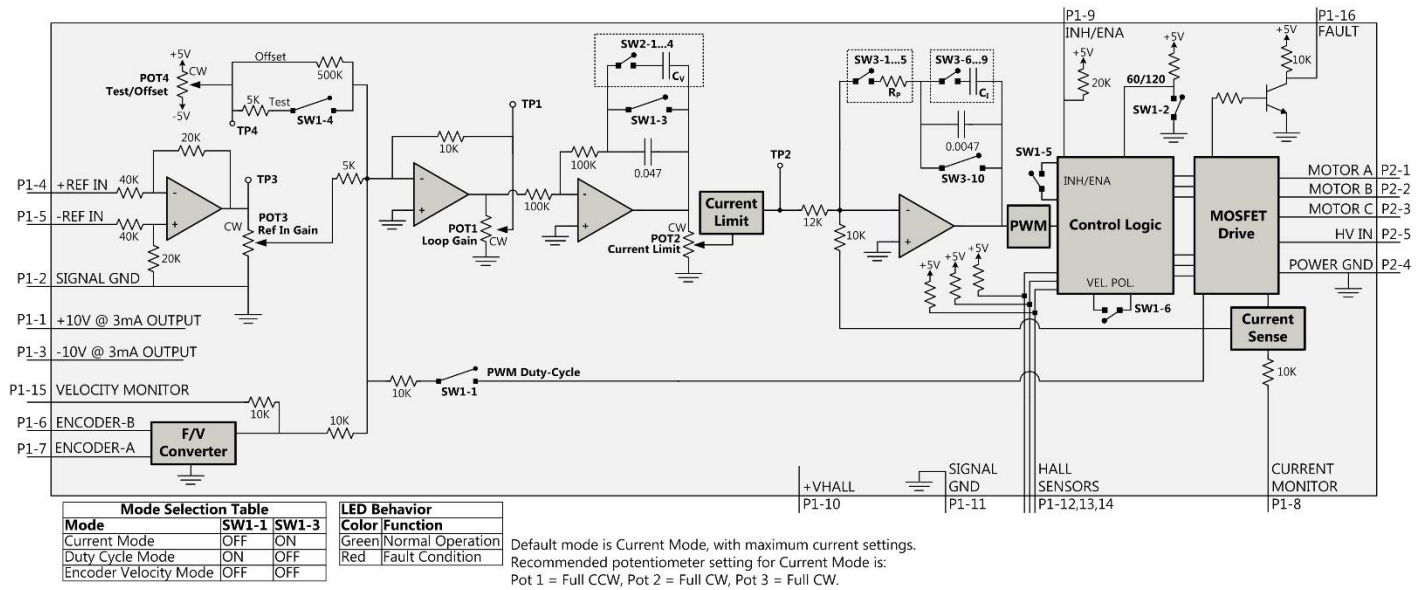 P1-9
INH/ENA
P1-16
FAULT
+5V
CW
POT4
Test/Offset
-5V
Offset
500K
5K
Test
SW1-4
TP4
20K
P1-4 +REF IN 40K
P1-5 -REF IN 40K
-
+
20K
TP3
CW
POT3
Ref In Gain
5K
P1-2 SIGNAL GND
P1-1 +10V @ 3mA OUTPUT
P1-3 -10V @ 3mA OUTPUT
P1-15 VELOCITY MONITOR
10K
P1-6 ENCODER-B
P1-7 ENCODER-A
F/V
Converter
10K
10K
SW1-1
PWM Duty-Cycle
TP1
10K
-
+
POT1
Loop Gain
CW
100K
SW2-1...4
CV
SW1-3
100K
0.047
-
+
CW
POT2
Current Limit
Current
Limit
TP2
12K
10K
SW3-1...5
RP
SW3-6...9
CI
0.0047
SW3-10
-
+
+5V
+5V
+5V
+5V
20K
60/120
+5V
SW1-2
+5V
10K
SW1-5
PWM
INH/ENA
Control Logic
VEL. POL.
SW1-6
MOSFET
Drive
Current
Sense
10K
MOTOR A P2-1
MOTOR B P2-2
MOTOR C P2-3
HV IN P2-5
POWER GND P2-4
+VHALL
P1-10
SIGNAL
GND
P1-11
HALL
SENSORS
P1-12,13,14
CURRENT
MONITOR
P1-8
Mode Selection Table
Mode SW1-1 SW1-3
Current Mode OFF ON
Duty Cycle Mode ON OFF
Encoder Velocity Mode OFF OFF
LED Behavior
Color Function
Green Normal Operation
Red Fault Condition
Default mode is Current Mode, with maximum current settings.
Recommended potentiometer setting for Current Mode is:
Pot 1 = Full CCW, Pot 2 = Full CW, Pot 3 = Full CW.